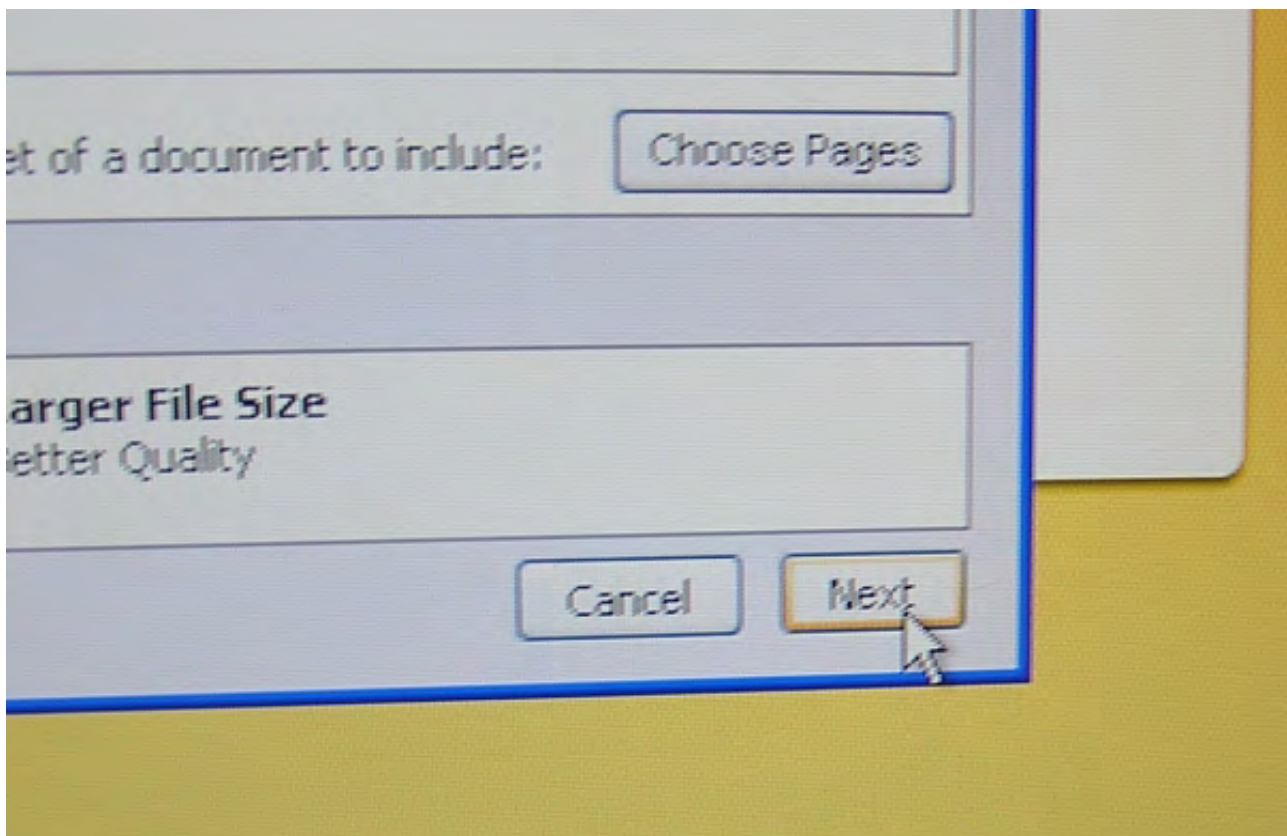 et of a document to include:
Choose Pages
arger File Size
etter Quality
Cancel
Next